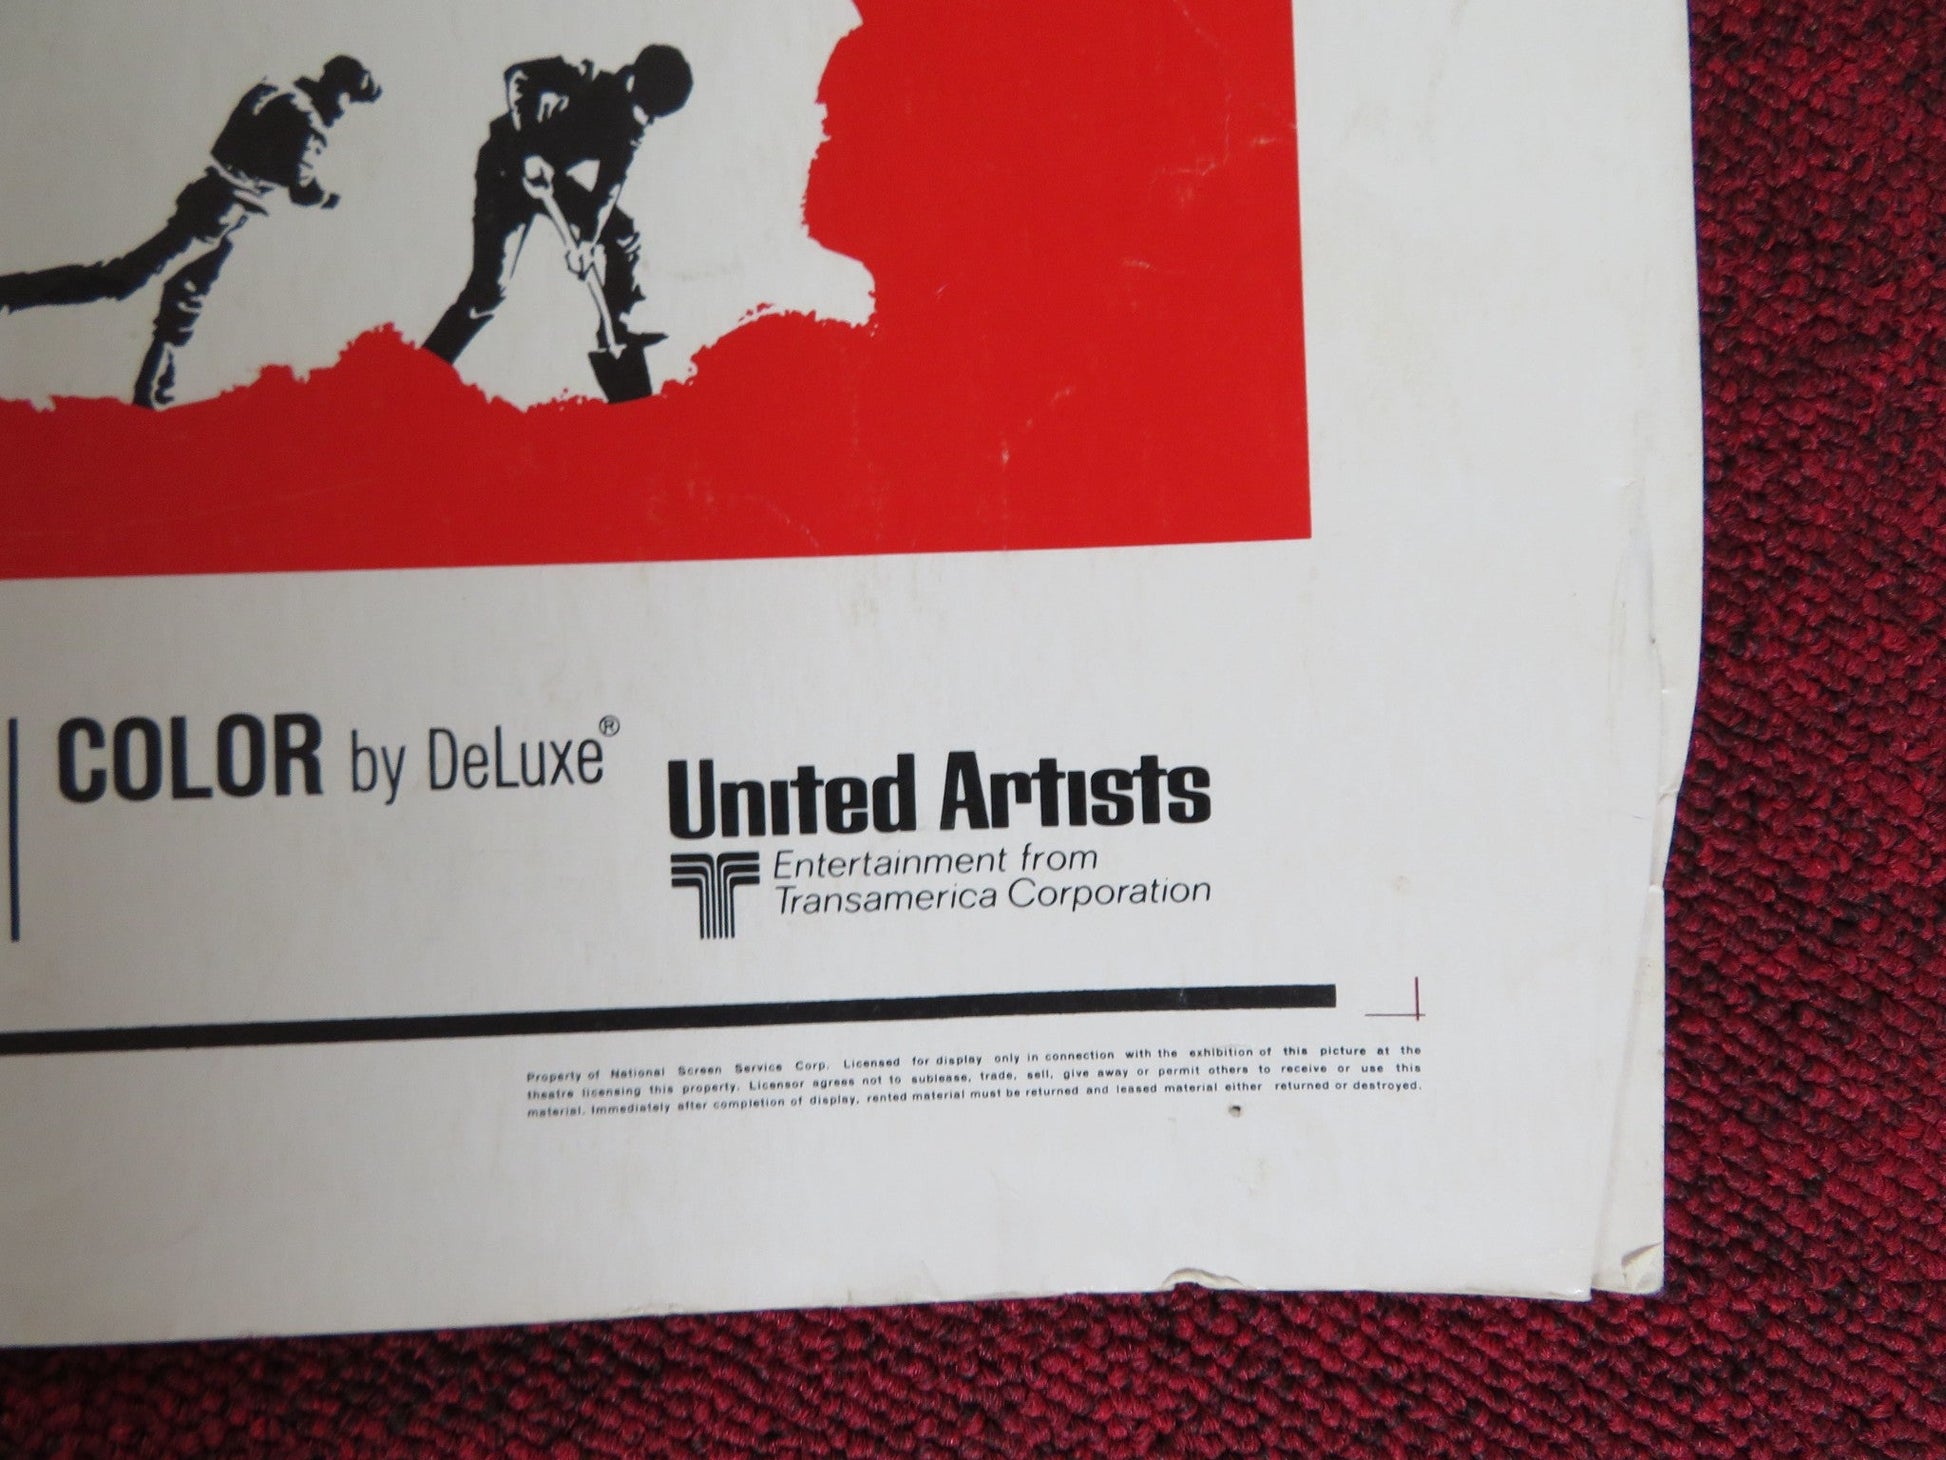 COLOR by DeLuxe®
United Artists
Entertainment from
Transamerica Corporation
Property of National Screen Service Corp. Licensed for display only in connection with the exhibition of this picture at the
theatre licensing this property. Licensor agrees not to sublease, trade, sell, give away or permit others to receive or use this
material. Immediately after completion of display, rented material must be returned and leased material either returned or destroyed.